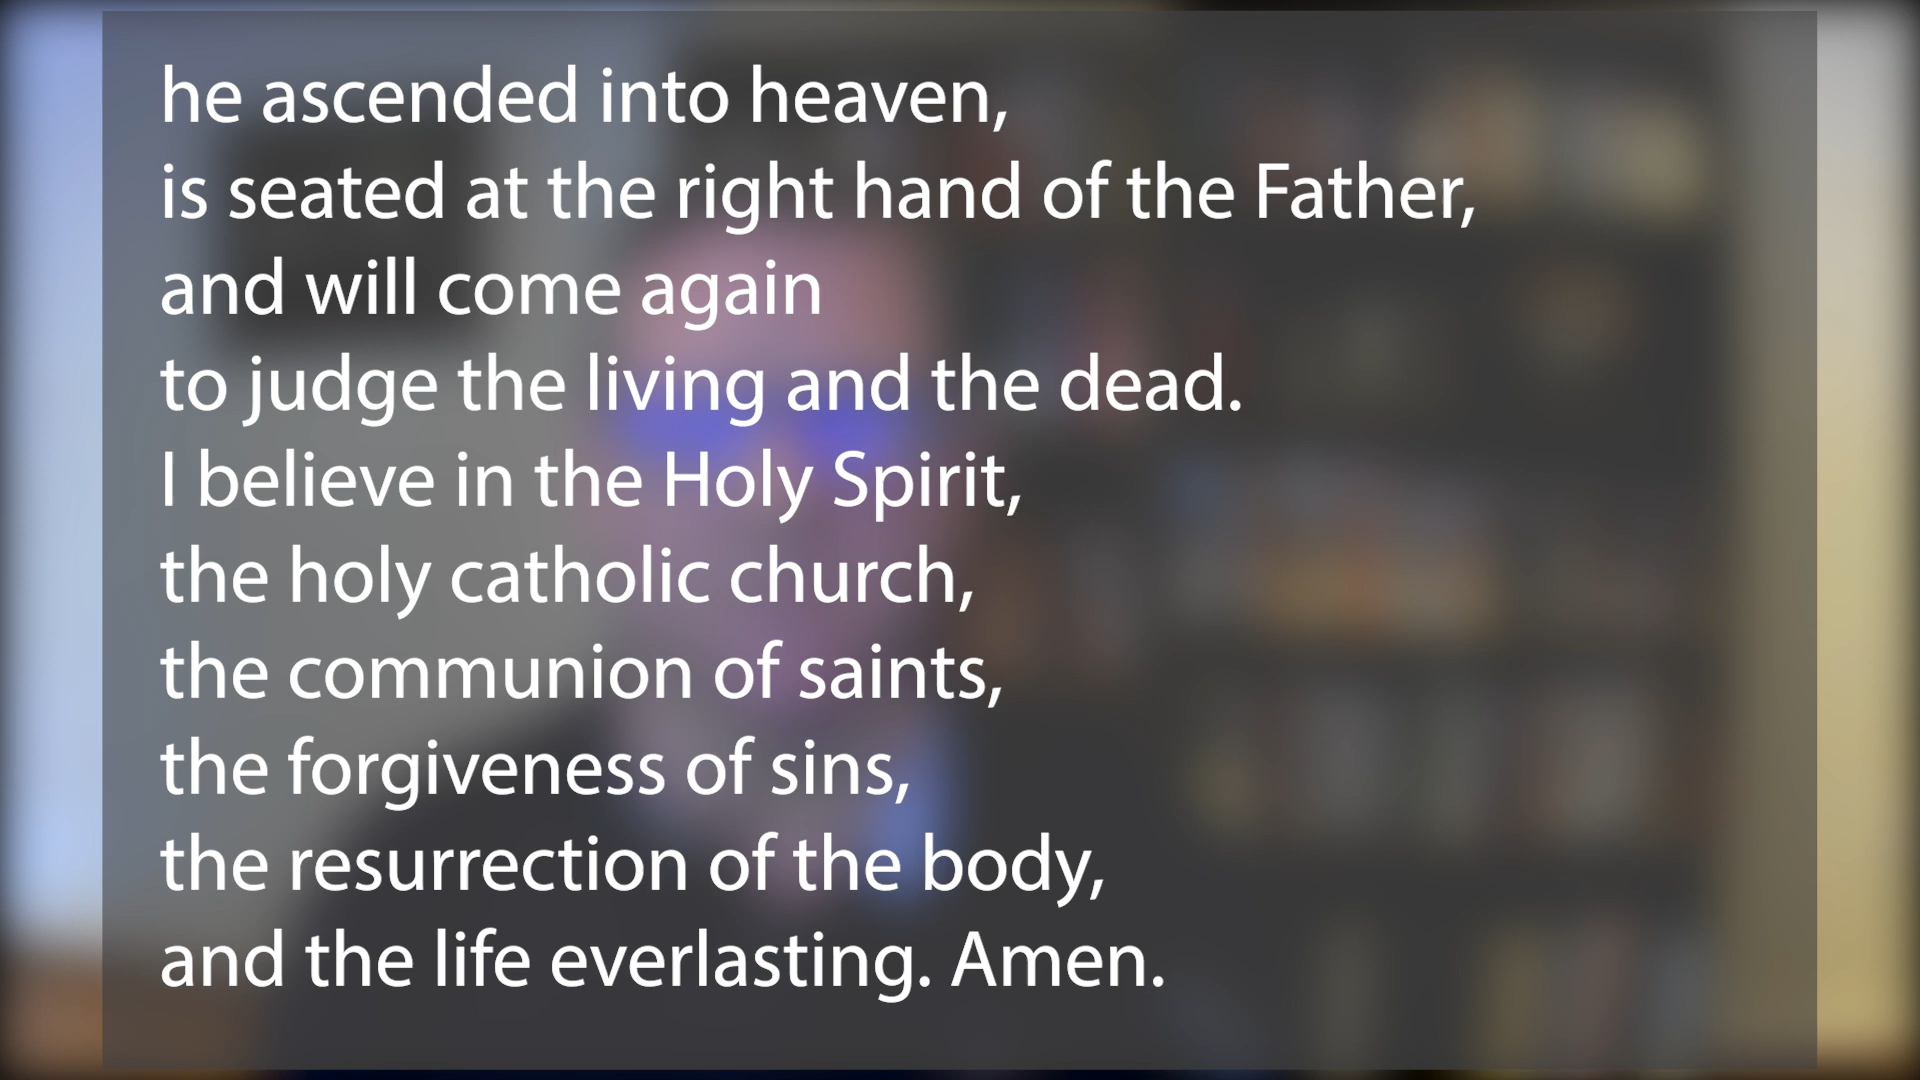 he ascended into heaven,
is seated at the right hand of the Father,
and will come again
to judge the living and the dead.
I believe in the Holy Spirit,
the holy catholic church,
the communion of saints,
the forgiveness of sins,
the resurrection of the body,
and the life everlasting. Amen.